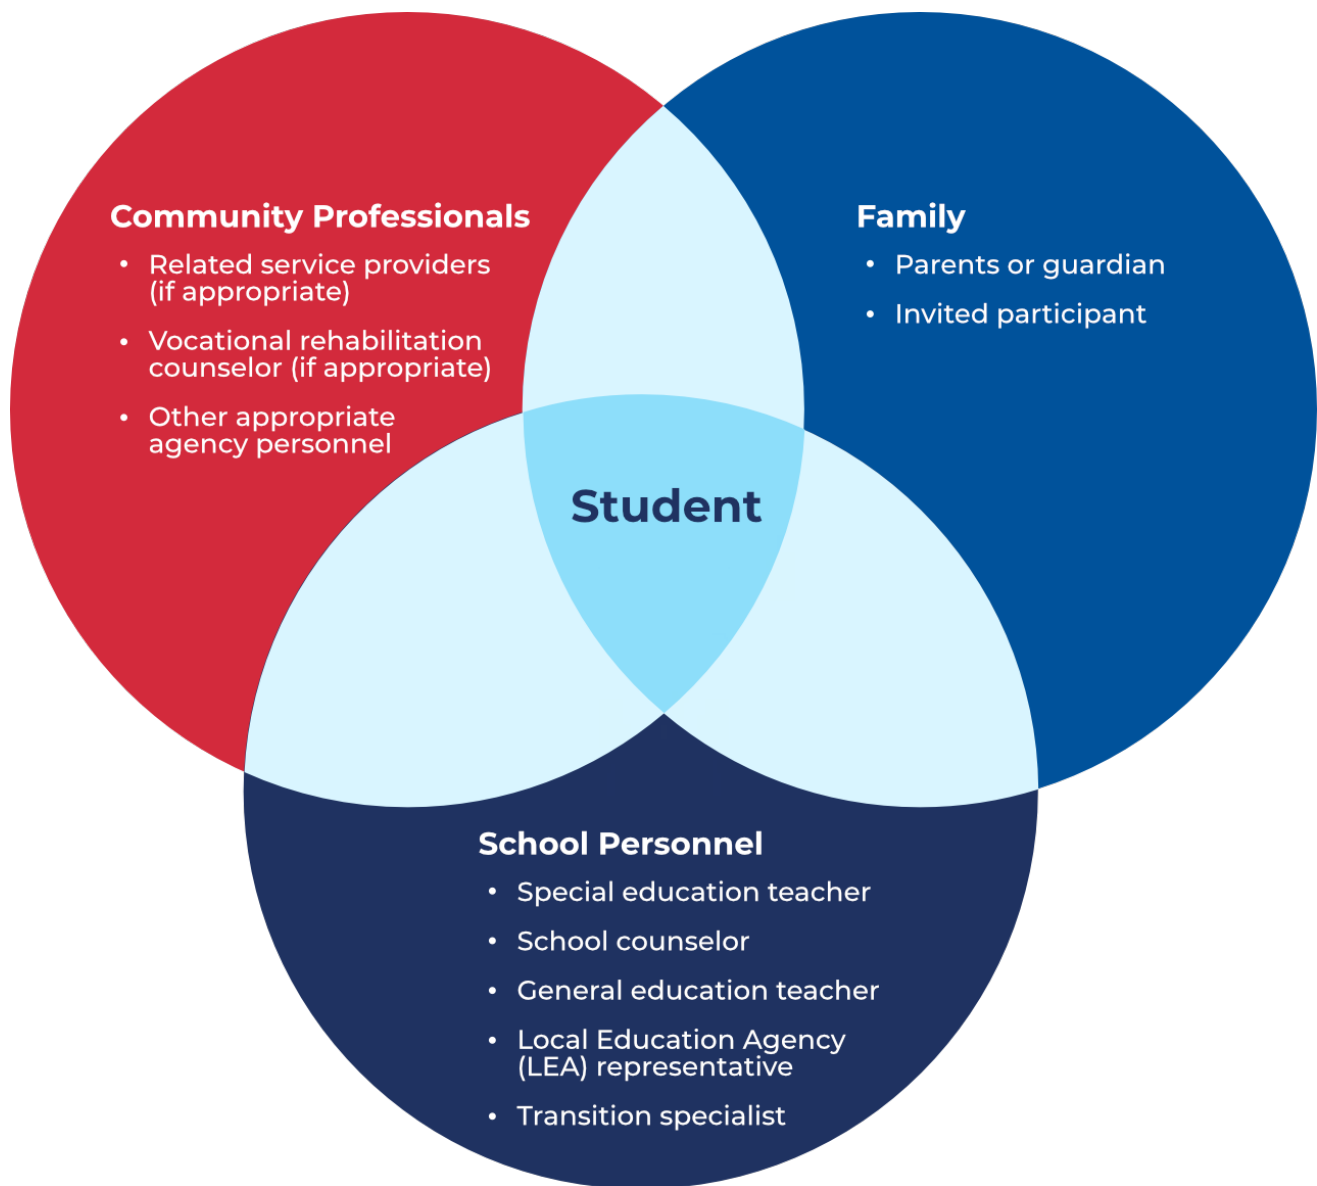 Community Professionals
• Related service providers
(if appropriate)
• Vocational rehabilitation
counselor (if appropriate)
• Other appropriate
agency personnel
Family
• Parents or guardian
• Invited participant
Student
School Personnel
• Special education teacher
• School counselor
• General education teacher
• Local Education Agency
(LEA) representative
• Transition specialist